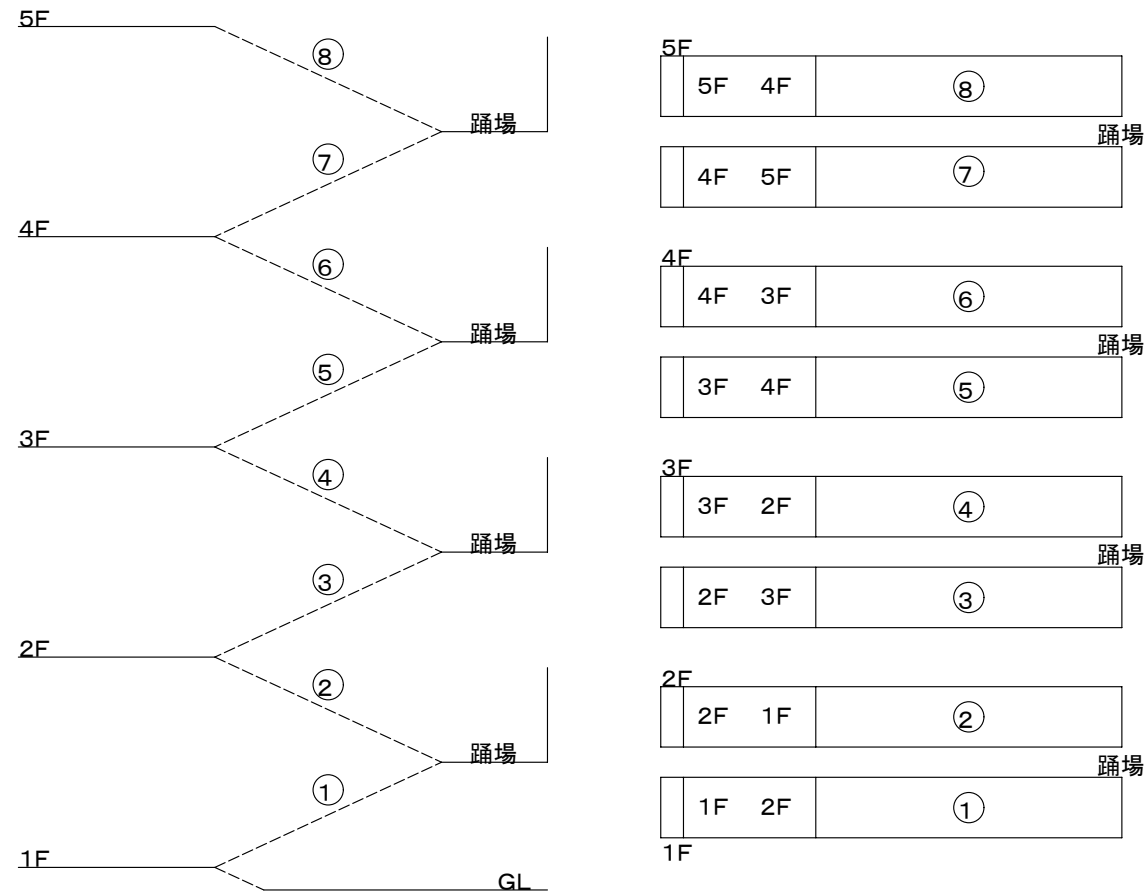 5F
⑧
踊場
⑦
4F
⑥
踊場
⑤
3F
④
踊場
③
2F
②
踊場
①
1F
GL
5F
5F 4F ⑧
踊場
4F 5F ⑦
4F
4F 3F ⑥
踊場
3F 4F ⑤
3F
3F 2F ④
踊場
2F 3F ③
2F
2F 1F ②
踊場
1F 2F ①
1F